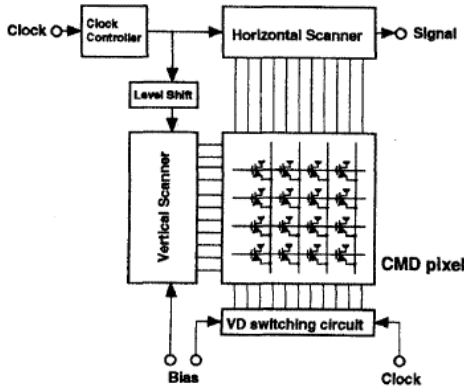 Clock
Clock
Controller
Horizontal Scanner
Signal
Level Shift
Vertical Scanner
CMD pixel
VD switching circuit
Bias
Clock